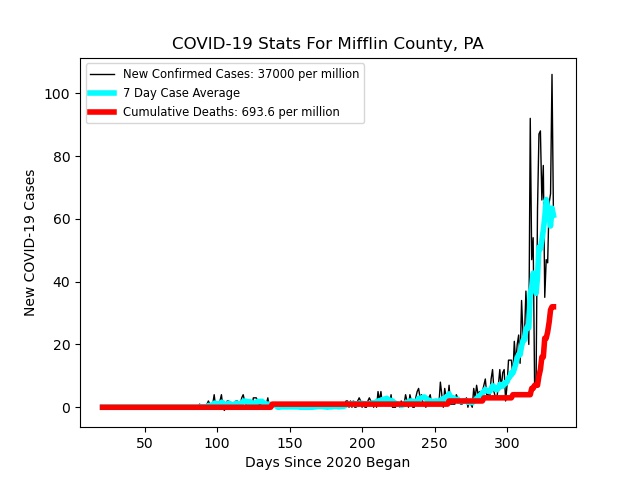 COVID-19 Stats For Mifflin County, PA
New Confirmed Cases: 37000 per million
7 Day Case Average
Cumulative Deaths: 693.6 per million
New COVID-19 Cases
100
80
60
40
20
0
50
100
150
200
250
300
Days Since 2020 Began